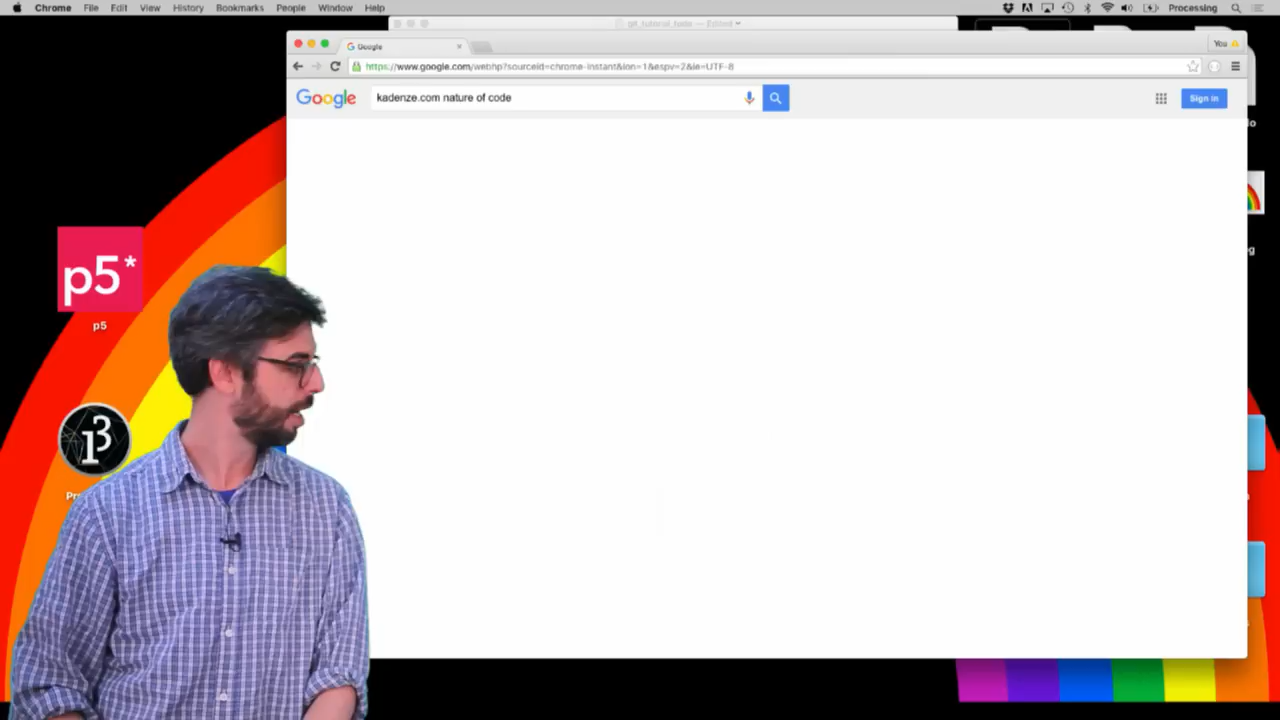 Chrome File Edit View History Bookmarks People Window Help Processing
Google You
https://www.google.com/webhp?sourceid=chrome-instant&ion=1&espv=2&ie=UTF-8
Google kadenze.com nature of code Sign in
p5*
p5